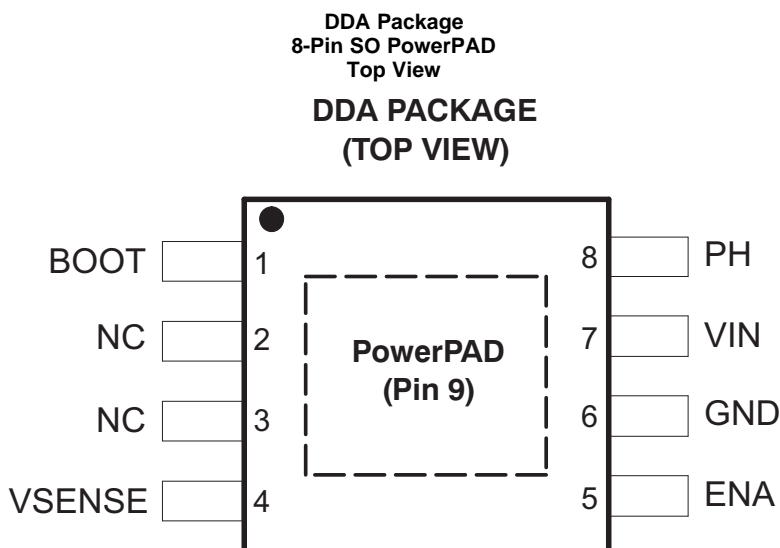 DDA Package
8-Pin SO PowerPAD
Top View
DDA PACKAGE
(TOP VIEW)
BOOT 1 8 PH
NC 2 7 VIN
PowerPAD
(Pin 9)
NC 3 6 GND
VSENSE 4 5 ENA